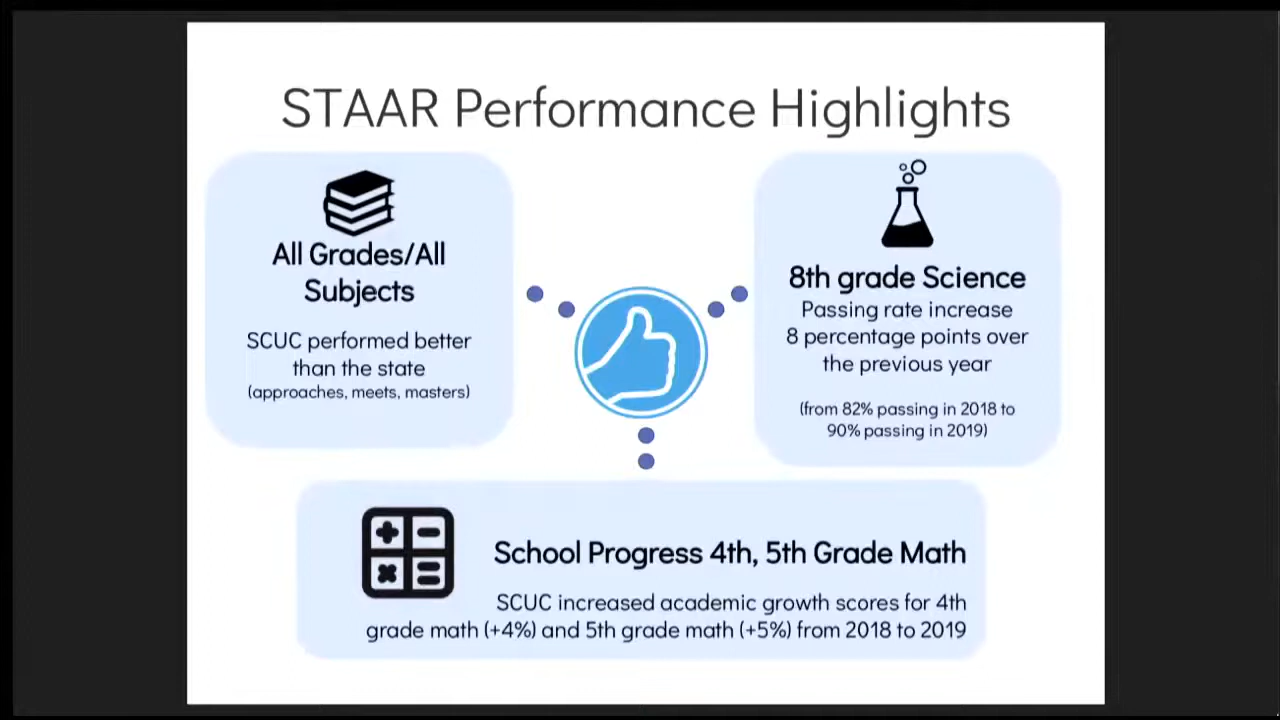 STAAR Performance Highlights
All Grades/All
Subjects
SCUC performed better
than the state
(approaches, meets, masters)
8th grade Science
Passing rate increase
8 percentage points over
the previous year
(from 82% passing in 2018 to
90% passing in 2019)
School Progress 4th, 5th Grade Math
SCUC increased academic growth scores for 4th
grade math (+4%) and 5th grade math (+5%) from 2018 to 2019